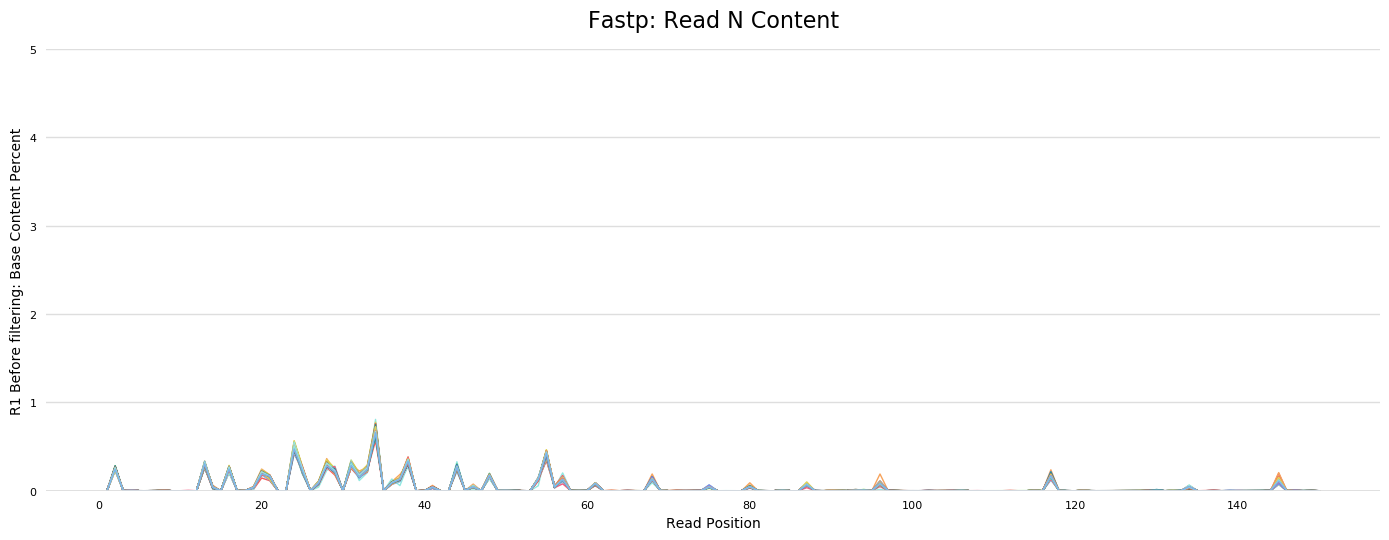 Fastp: Read N Content
R1 Before filtering: Base Content Percent
5
4
3
2
1
0
0 20 40 60 80 100 120 140
Read Position